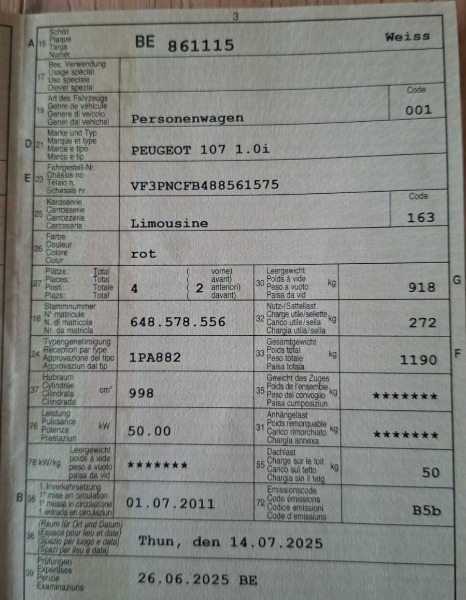 3
A 15 Schild Plaque Targa Numer BE 861115 Weiss
17 Bes. Verwendung Usage spécial Uso speciale Diever spezial
19 Art des Fahrzeugs Genre de véhicule Genere di veicolo Gener dal vehichel Personenwagen Code 001
D 21 Marke und Typ Marque et type Marca e tipo Marca e tip PEUGEOT 107 1.0i
E 23 Fahrgestell-Nr. Châssis no Telaio n. Schassis nr. VF3PNCFB488561575
25 Karosserie Carrosserie Carrozzeria Carossaria Limousine Code 163
26 Farbe Couleur Colore Colur rot
27 Plätze: Total Places: Total Posti: Totale Plazs: Total 4 ( vorne) avant) 2 anteriori) ( davant) 30 Leergewicht Poids à vide Peso a vuoto Paisa da vid kg 918 G
18 Stammnummer N° matricule N. di matricola Nr. da matricla 648.578.556 32 Nutz-/Sattellast Charge utile/sellette Carico utile/sella Chargia utila/sella kg 272
24 Typengenehmigung Réception par type Approvazione del tipo Approvaziun dal tip 1PA882 33 Gesamtgewicht Poids total Peso totale Paisa totala kg 1190 F
37 Hubraum Cylindrée Cilindrata Cilindrada cm³ 998 35 Gewicht des Zuges Poids de l'ensemble Peso del convoglio Paisa cumposiziun kg *******
76 Leistung Puissance Potenza Prestaziun kW 50.00 31 Anhängelast Poids remorquable Carico rimorchiato Chargia annexa kg *******
78 kW/kg Leergewicht poids à vide peso a vuoto paisa da vid ******* 55 Dachlast Charge sur le toit Carico sul tetto Chargia sin il tetg kg 50
B 36 1. Inverkehrsetzung 1re mise en circulation 1a messa in circolazione 1. entrada en circulaziun 01.07.2011 72 Emissionscode Code émissions Codice emissioni Code d'emissiuns B5b
38 (Raum für Ort und Datum) (Espace pour lieu et date) (Spazio per luogo e data) (Spazi per lieu e data) Thun, den 14.07.2025
39 Prüfungen Expertises Perizie Examinaziuns 26.06.2025 BE